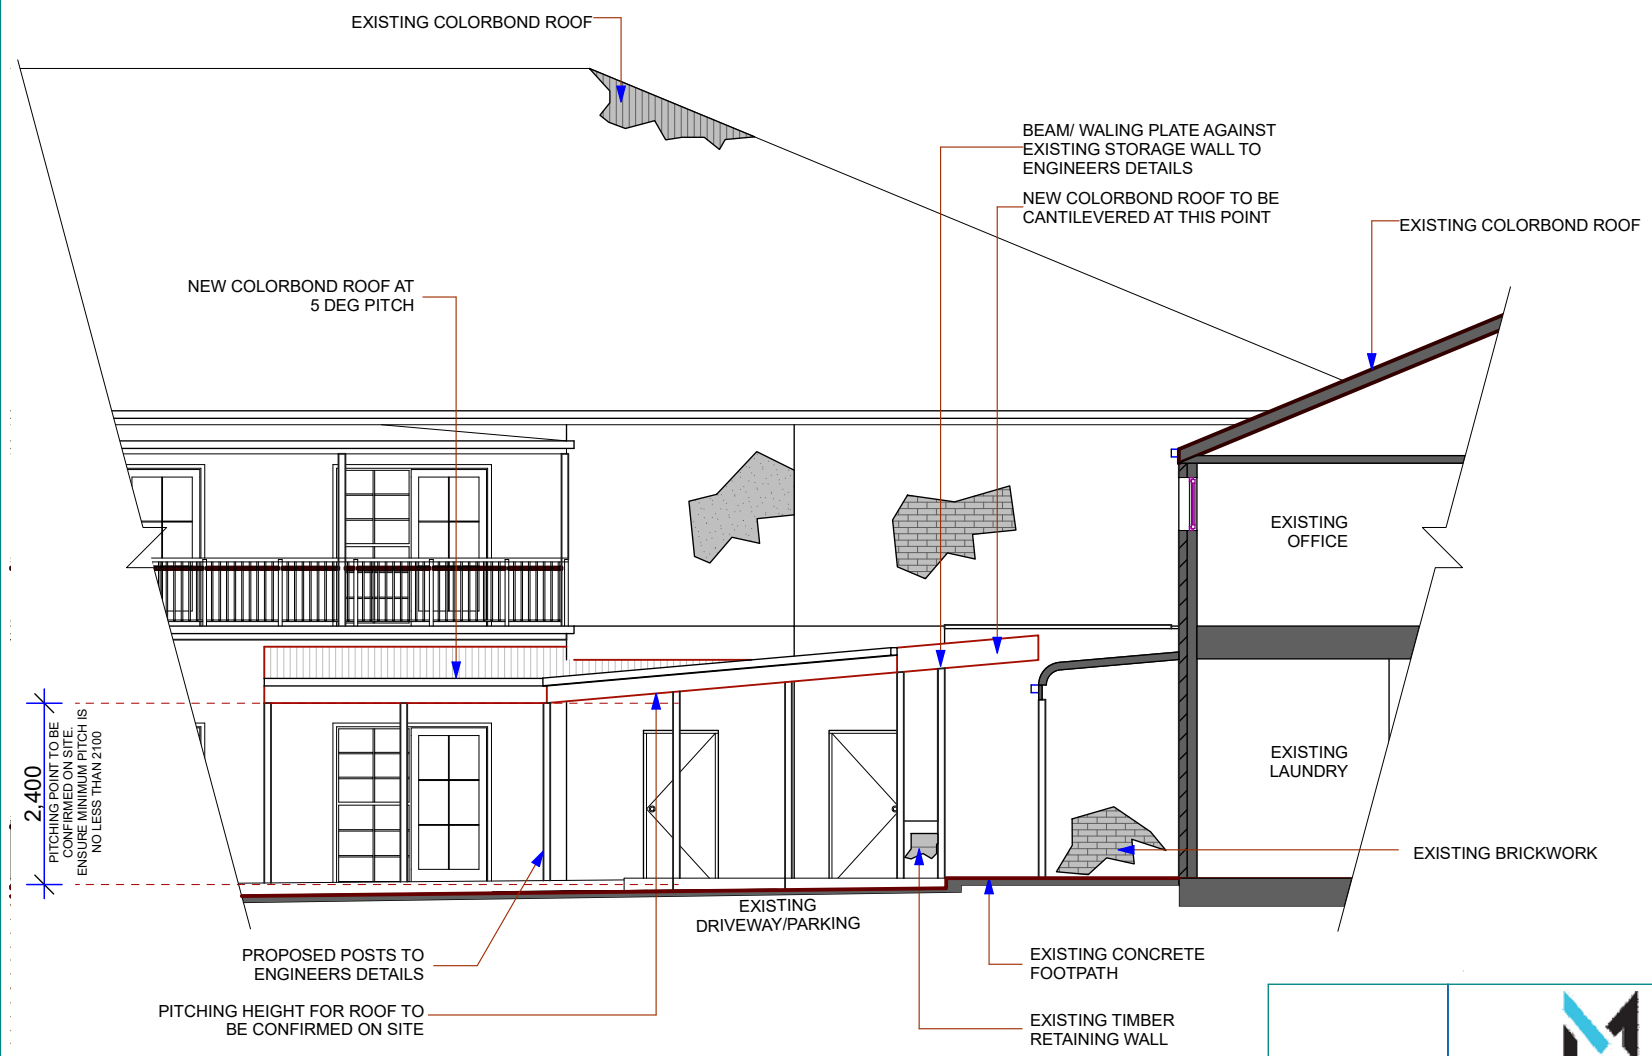 EXISTING COLORBOND ROOF
BEAM/ WALING PLATE AGAINST
EXISTING STORAGE WALL TO
ENGINEERS DETAILS
NEW COLORBOND ROOF TO BE
CANTILEVERED AT THIS POINT
EXISTING COLORBOND ROOF
NEW COLORBOND ROOF AT
5 DEG PITCH
EXISTING
OFFICE
2,400
PITCHING POINT TO BE
CONFIRMED ON SITE.
ENSURE MINIMUM PITCH IS
NO LESS THAN 2100
EXISTING
LAUNDRY
EXISTING BRICKWORK
EXISTING
DRIVEWAY/PARKING
PROPOSED POSTS TO
ENGINEERS DETAILS
EXISTING CONCRETE
FOOTPATH
PITCHING HEIGHT FOR ROOF TO
BE CONFIRMED ON SITE
EXISTING TIMBER
RETAINING WALL